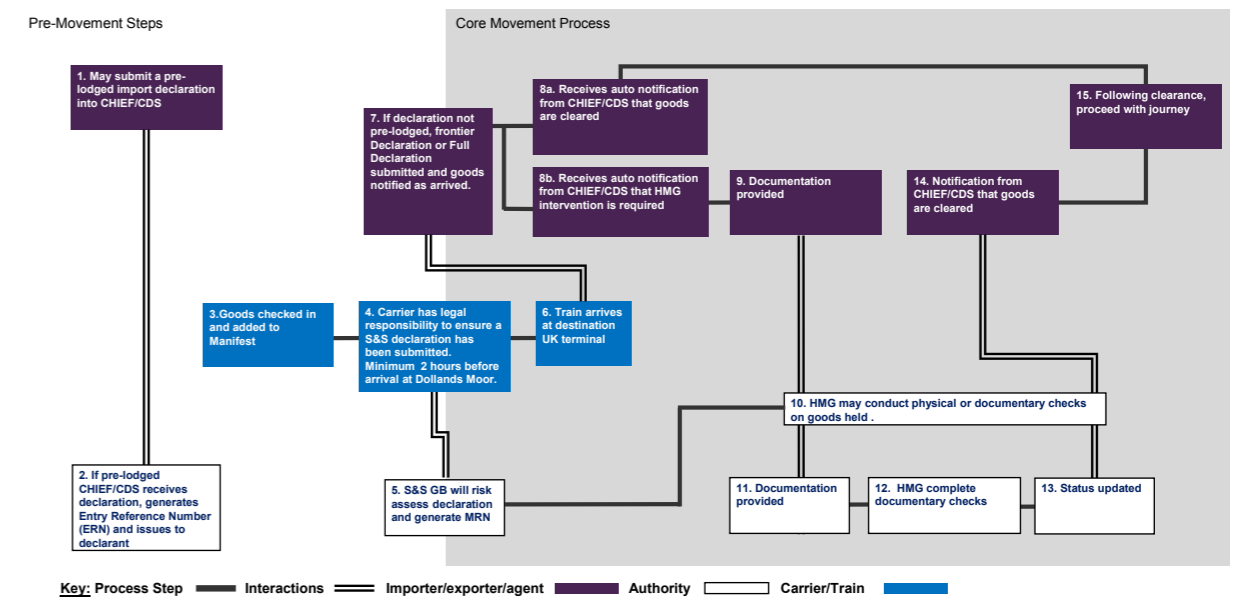 Pre-Movement Steps
Core Movement Process
1. May submit a pre-
lodged import declaration
into CHIEF/CDS
7. If declaration not
pre-lodged, frontier
Declaration or Full
Declaration
submitted and goods
notified as arrived.
8a. Receives auto notification
from CHIEF/CDS that goods
are cleared
15. Following clearance,
proceed with journey
8b. Receives auto notification
from CHIEF/CDS that HMG
intervention is required
9. Documentation
provided
14. Notification from
CHIEF/CDS that goods
are cleared
3.Goods checked in
and added to
Manifest
4. Carrier has legal
responsibility to ensure a
S&S declaration has
been submitted.
Minimum 2 hours before
arrival at Dollands Moor.
6. Train arrives
at destination
UK terminal
10. HMG may conduct physical or documentary checks
on goods held .
2. If pre-lodged
CHIEF/CDS receives
declaration, generates
Entry Reference Number
(ERN) and issues to
declarant
5. S&S GB will risk
assess declaration
and generate MRN
11. Documentation
provided
12. HMG complete
documentary checks
13. Status updated
Key: Process Step Interactions Importer/exporter/agent Authority Carrier/Train